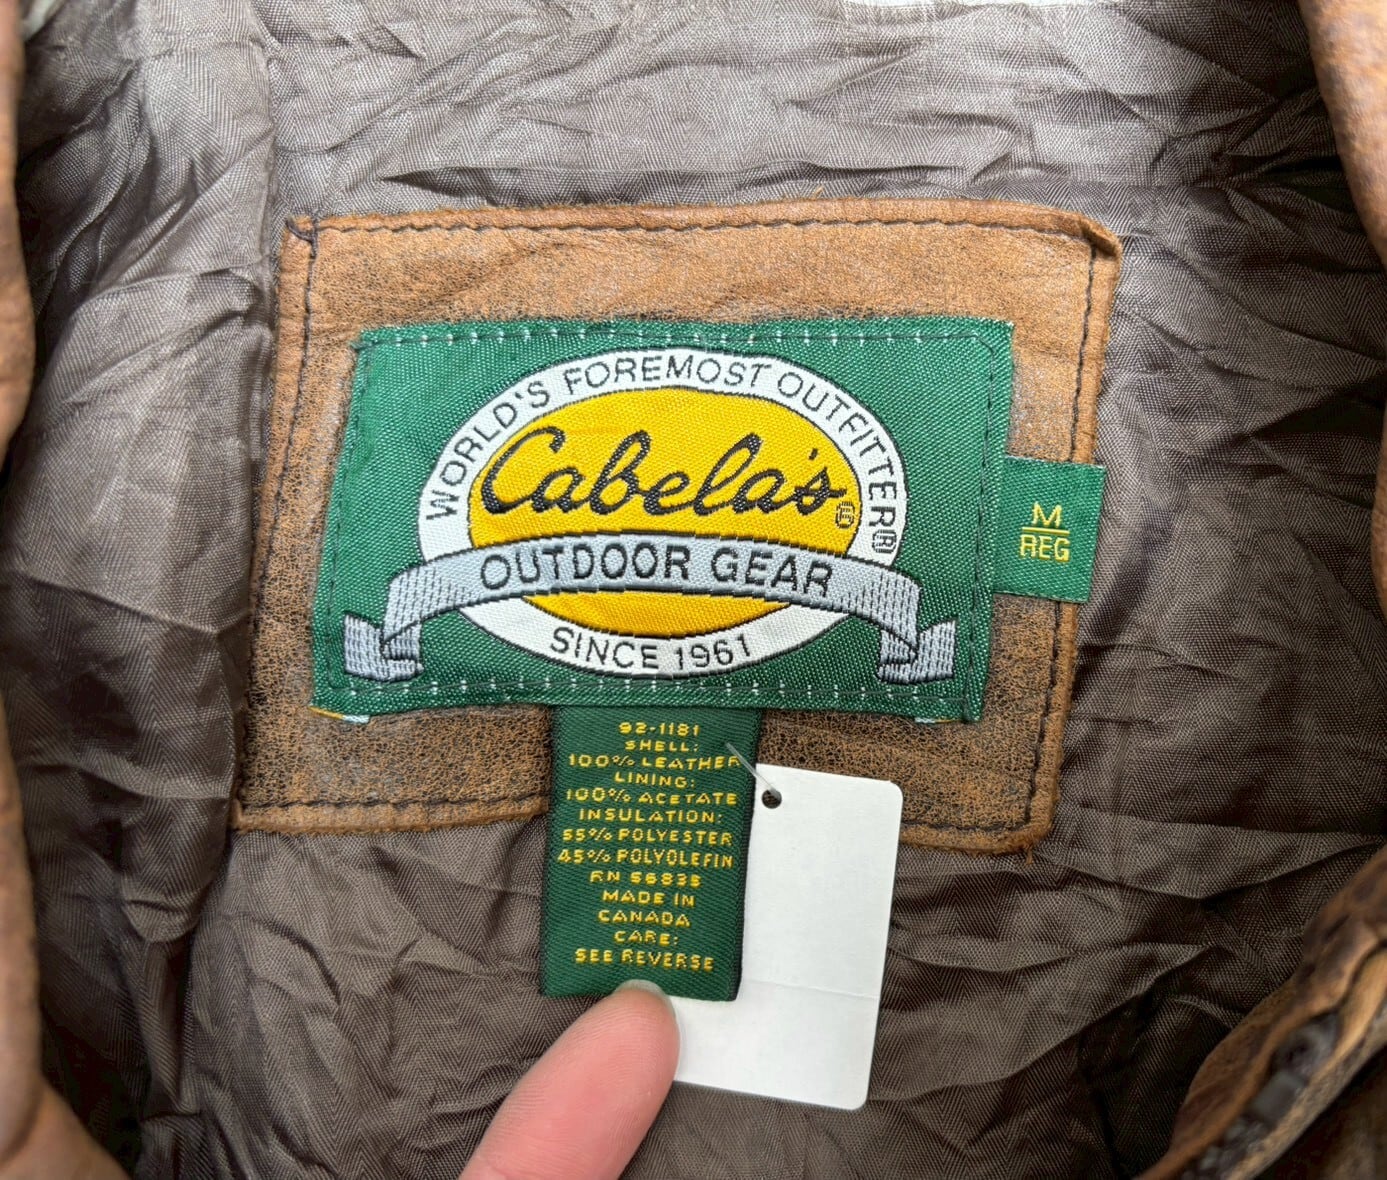 WORLD'S FOREMOST OUTFITTER®
Cabela's®
OUTDOOR GEAR
SINCE 1961
M
REG
92-1181
SHELL:
100% LEATHER
LINING:
100% ACETATE
INSULATION:
55% POLYESTER
45% POLYOLEFIN
RN 56835
MADE IN
CANADA
CARE:
SEE REVERSE